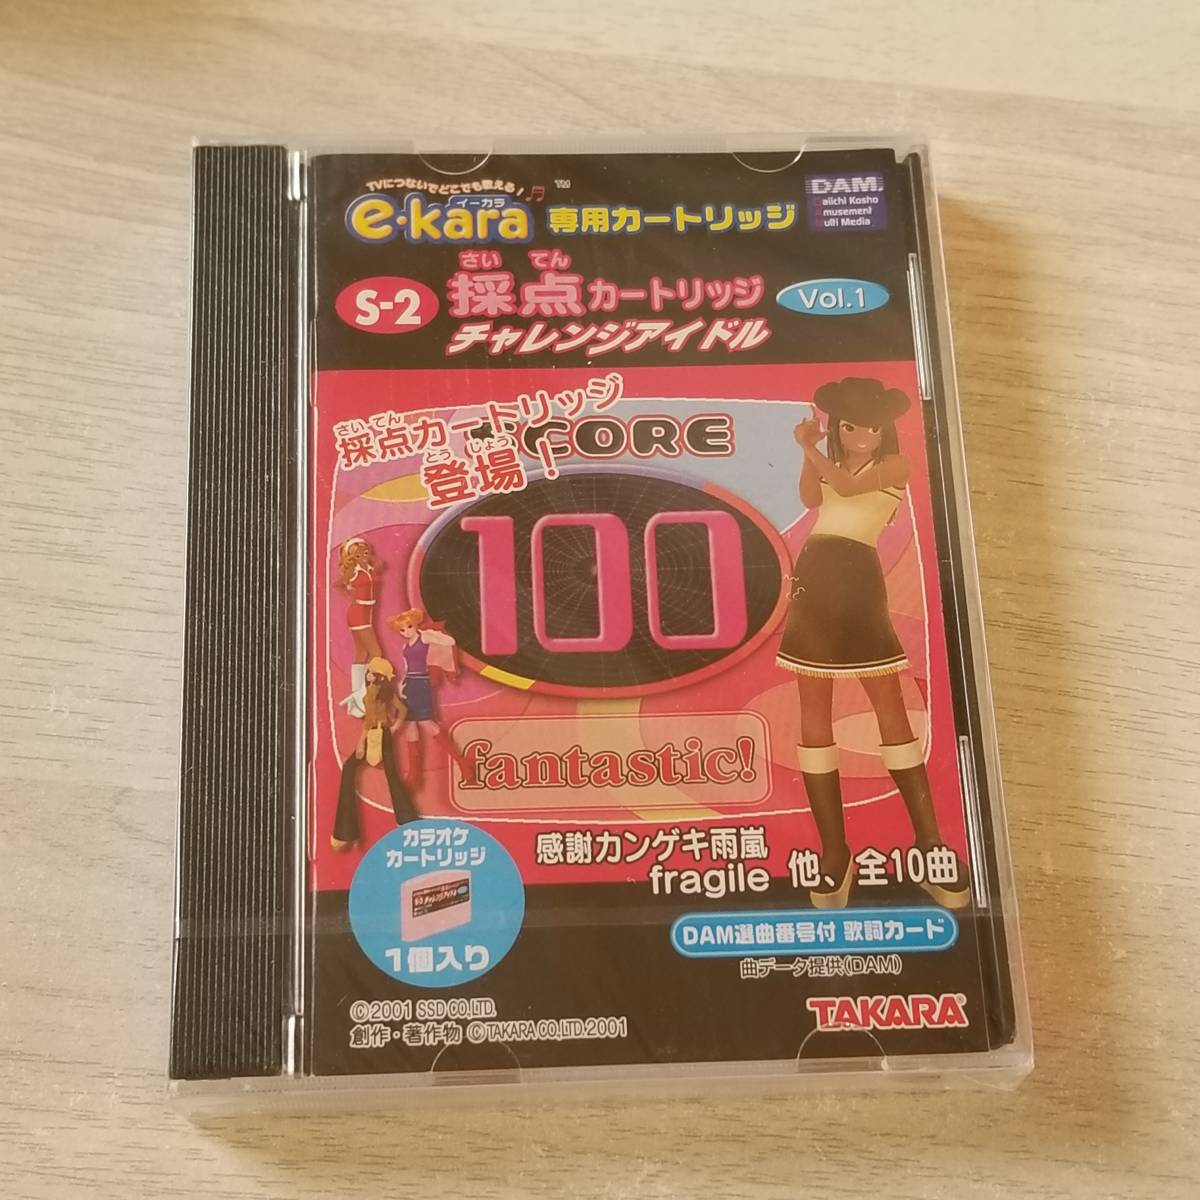 TVにつないでどこでも歌える!
イーカラ
e-kara™ 専用カートリッジ
DAM.
Daiichi Kosho
Amusement
Multi Media
さい てん
S-2 採点カートリッジ Vol.1
チャレンジアイドル
さい てん
採点カートリッジ
とう じょう
登場!
SCORE
100
fantastic!
カラオケ
カートリッジ
1個入り
感謝カンゲキ雨嵐
fragile 他、全10曲
DAM選曲番号付 歌詞カード
曲データ提供(DAM)
©2001 SSD CO.,LTD.
創作・著作物 ©TAKARA CO.,LTD.2001
TAKARA®